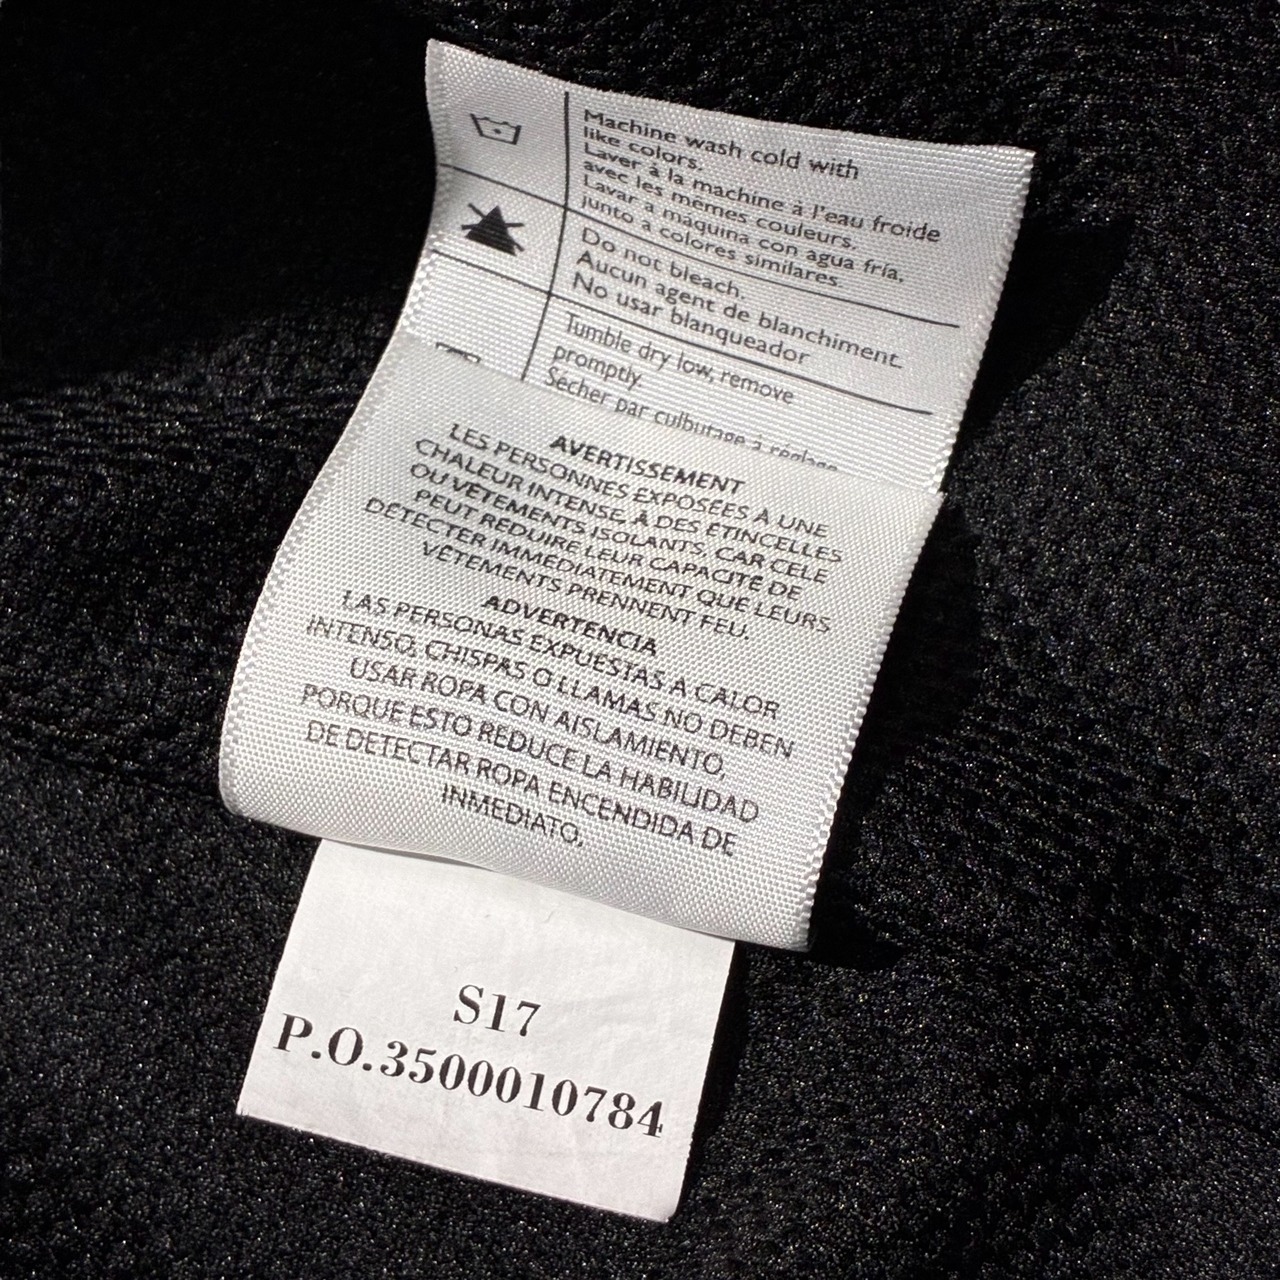 Machine wash cold with
like colors.
Laver à la machine à l'eau froide
avec les mêmes couleurs.
Lavar a maquina con agua fría,
junto a colores similares.
Do not bleach.
Aucun agent de blanchiment.
No usar blanqueador
Tumble dry low, remove
promptly.
Sécher par culbutage à réglage
AVERTISSEMENT
LES PERSONNES EXPOSÉES À UNE
CHALEUR INTENSE, À DES ÉTINCELLES
OU VÊTEMENTS ISOLANTS, CAR CELE
PEUT RÉDUIRE LEUR CAPACITÉ DE
DÉTECTER IMMÉDIATEMENT QUE LEURS
VÊTEMENTS PRENNENT FEU.
ADVERTENCIA
LAS PERSONAS EXPUESTAS A CALOR
INTENSO, CHISPAS O LLAMAS NO DEBEN
USAR ROPA CON AISLAMIENTO,
PORQUE ESTO REDUCE LA HABILIDAD
DE DETECTAR ROPA ENCENDIDA DE
INMEDIATO,
S17
P.O.3500010784